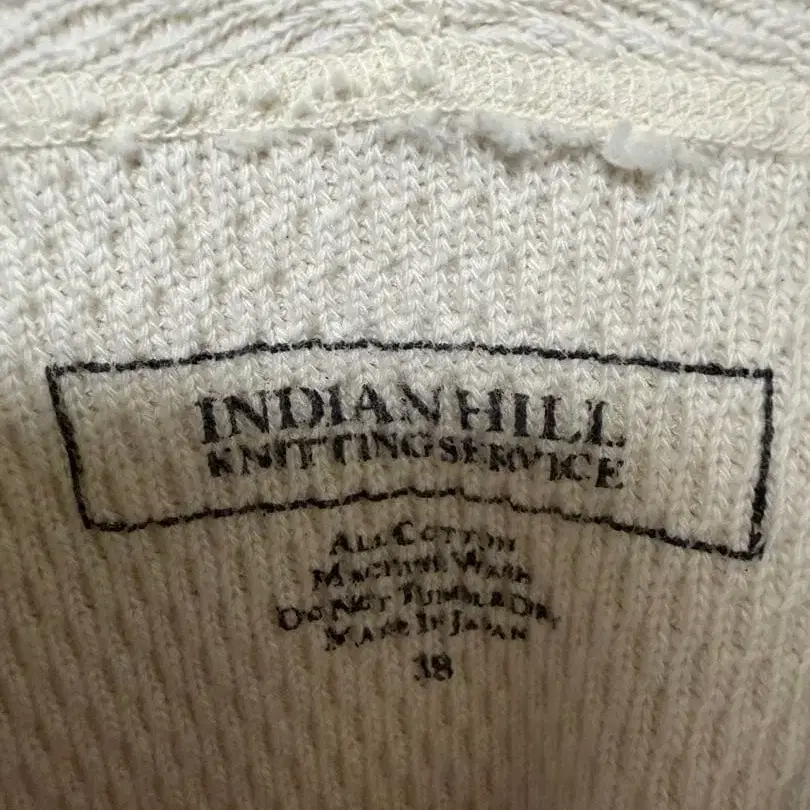 INDIAN HILL
KNITTING SERVICE
ALL COTTON
MACHINE WASH
DO NOT TUMBLE DRY
MADE IN JAPAN
38